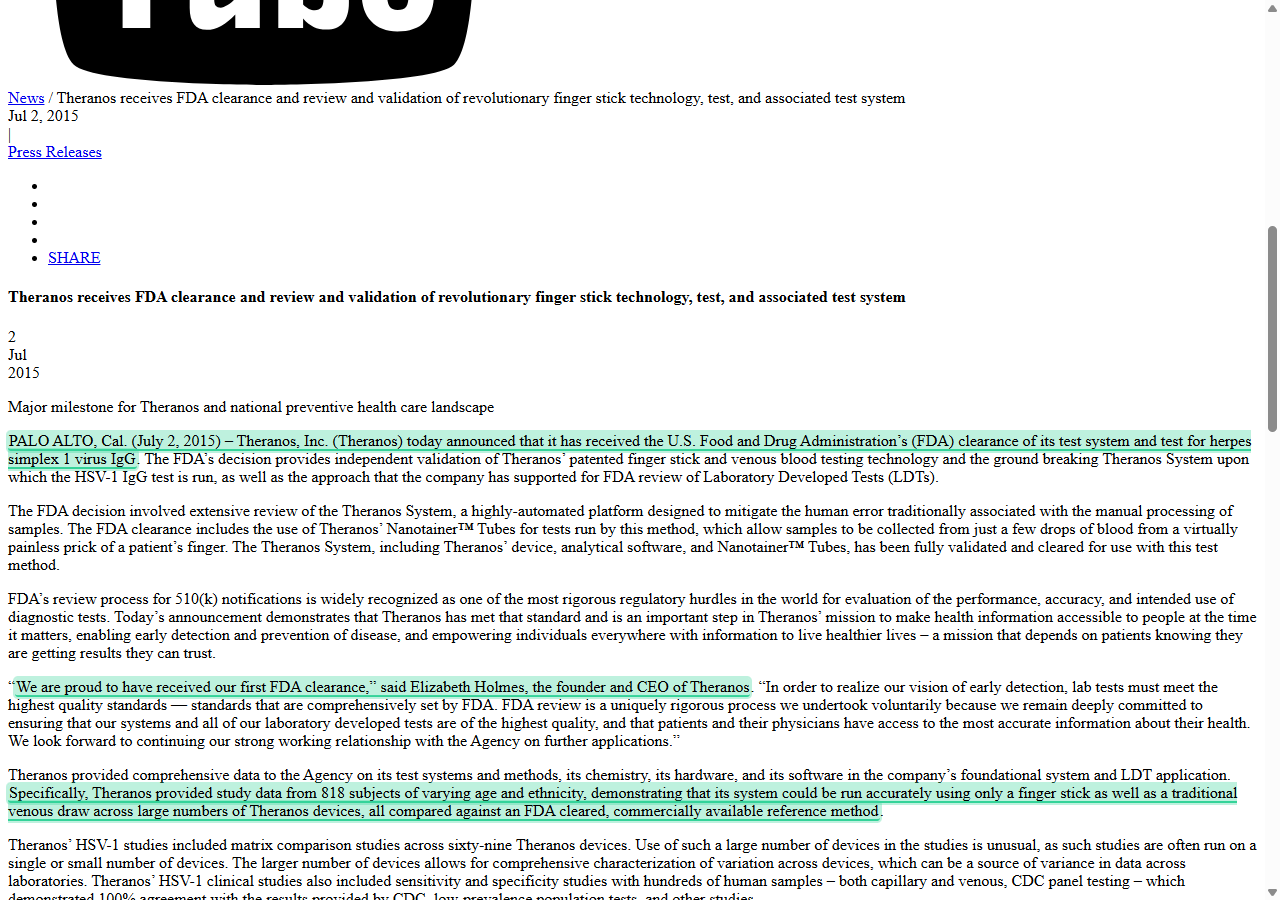 Tube
News / Theranos receives FDA clearance and review and validation of revolutionary finger stick technology, test, and associated test system
Jul 2, 2015
|
Press Releases
SHARE
Theranos receives FDA clearance and review and validation of revolutionary finger stick technology, test, and associated test system
2
Jul
2015
Major milestone for Theranos and national preventive health care landscape
PALO ALTO, Cal. (July 2, 2015) – Theranos, Inc. (Theranos) today announced that it has received the U.S. Food and Drug Administration’s (FDA) clearance of its test system and test for herpes
simplex 1 virus IgG. The FDA’s decision provides independent validation of Theranos’ patented finger stick and venous blood testing technology and the ground breaking Theranos System upon
which the HSV-1 IgG test is run, as well as the approach that the company has supported for FDA review of Laboratory Developed Tests (LDTs).
The FDA decision involved extensive review of the Theranos System, a highly-automated platform designed to mitigate the human error traditionally associated with the manual processing of
samples. The FDA clearance includes the use of Theranos’ Nanotainer™ Tubes for tests run by this method, which allow samples to be collected from just a few drops of blood from a virtually
painless prick of a patient’s finger. The Theranos System, including Theranos’ device, analytical software, and Nanotainer™ Tubes, has been fully validated and cleared for use with this test
method.
FDA’s review process for 510(k) notifications is widely recognized as one of the most rigorous regulatory hurdles in the world for evaluation of the performance, accuracy, and intended use of
diagnostic tests. Today’s announcement demonstrates that Theranos has met that standard and is an important step in Theranos’ mission to make health information accessible to people at the time
it matters, enabling early detection and prevention of disease, and empowering individuals everywhere with information to live healthier lives – a mission that depends on patients knowing they
are getting results they can trust.
“We are proud to have received our first FDA clearance,” said Elizabeth Holmes, the founder and CEO of Theranos. “In order to realize our vision of early detection, lab tests must meet the
highest quality standards — standards that are comprehensively set by FDA. FDA review is a uniquely rigorous process we undertook voluntarily because we remain deeply committed to
ensuring that our systems and all of our laboratory developed tests are of the highest quality, and that patients and their physicians have access to the most accurate information about their health.
We look forward to continuing our strong working relationship with the Agency on further applications.”
Theranos provided comprehensive data to the Agency on its test systems and methods, its chemistry, its hardware, and its software in the company’s foundational system and LDT application.
Specifically, Theranos provided study data from 818 subjects of varying age and ethnicity, demonstrating that its system could be run accurately using only a finger stick as well as a traditional
venous draw across large numbers of Theranos devices, all compared against an FDA cleared, commercially available reference method.
Theranos’ HSV-1 studies included matrix comparison studies across sixty-nine Theranos devices. Use of such a large number of devices in the studies is unusual, as such studies are often run on a
single or small number of devices. The larger number of devices allows for comprehensive characterization of variation across devices, which can be a source of variance in data across
laboratories. Theranos’ HSV-1 clinical studies also included sensitivity and specificity studies with hundreds of human samples – both capillary and venous, CDC panel testing – which
demonstrated 100% agreement with the results provided by CDC, low-prevalence population tests, and other studies.